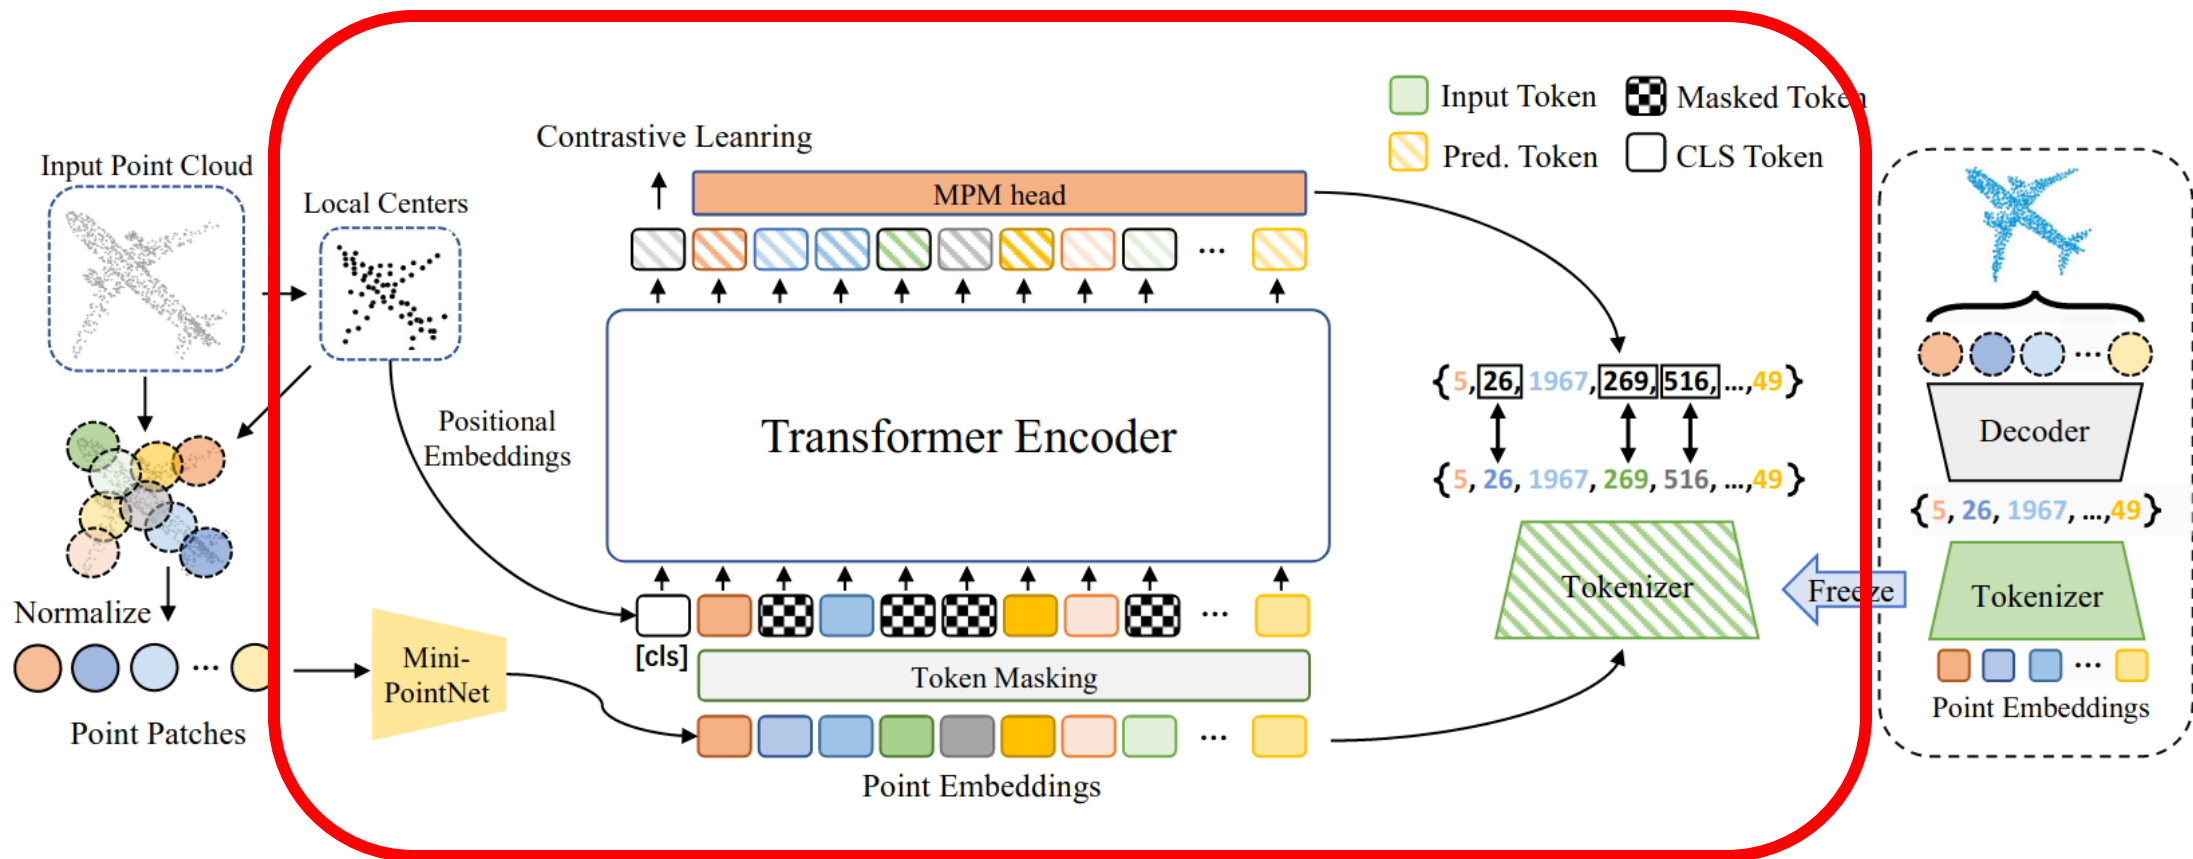 Input Token
Masked Token
Pred. Token
CLS Token
Contrastive Leanring
Input Point Cloud
Local Centers
MPM head
...
Positional
Embeddings
Transformer Encoder
{5, 26, 1967, 269, 516, ...,49}
{5, 26, 1967, 269, 516, ...,49}
Tokenizer
Freeze
...
Decoder
{5, 26, 1967, ...,49}
Tokenizer
...
Point Embeddings
Normalize
...
Point Patches
Mini-
PointNet
[cls]
...
Token Masking
...
Point Embeddings